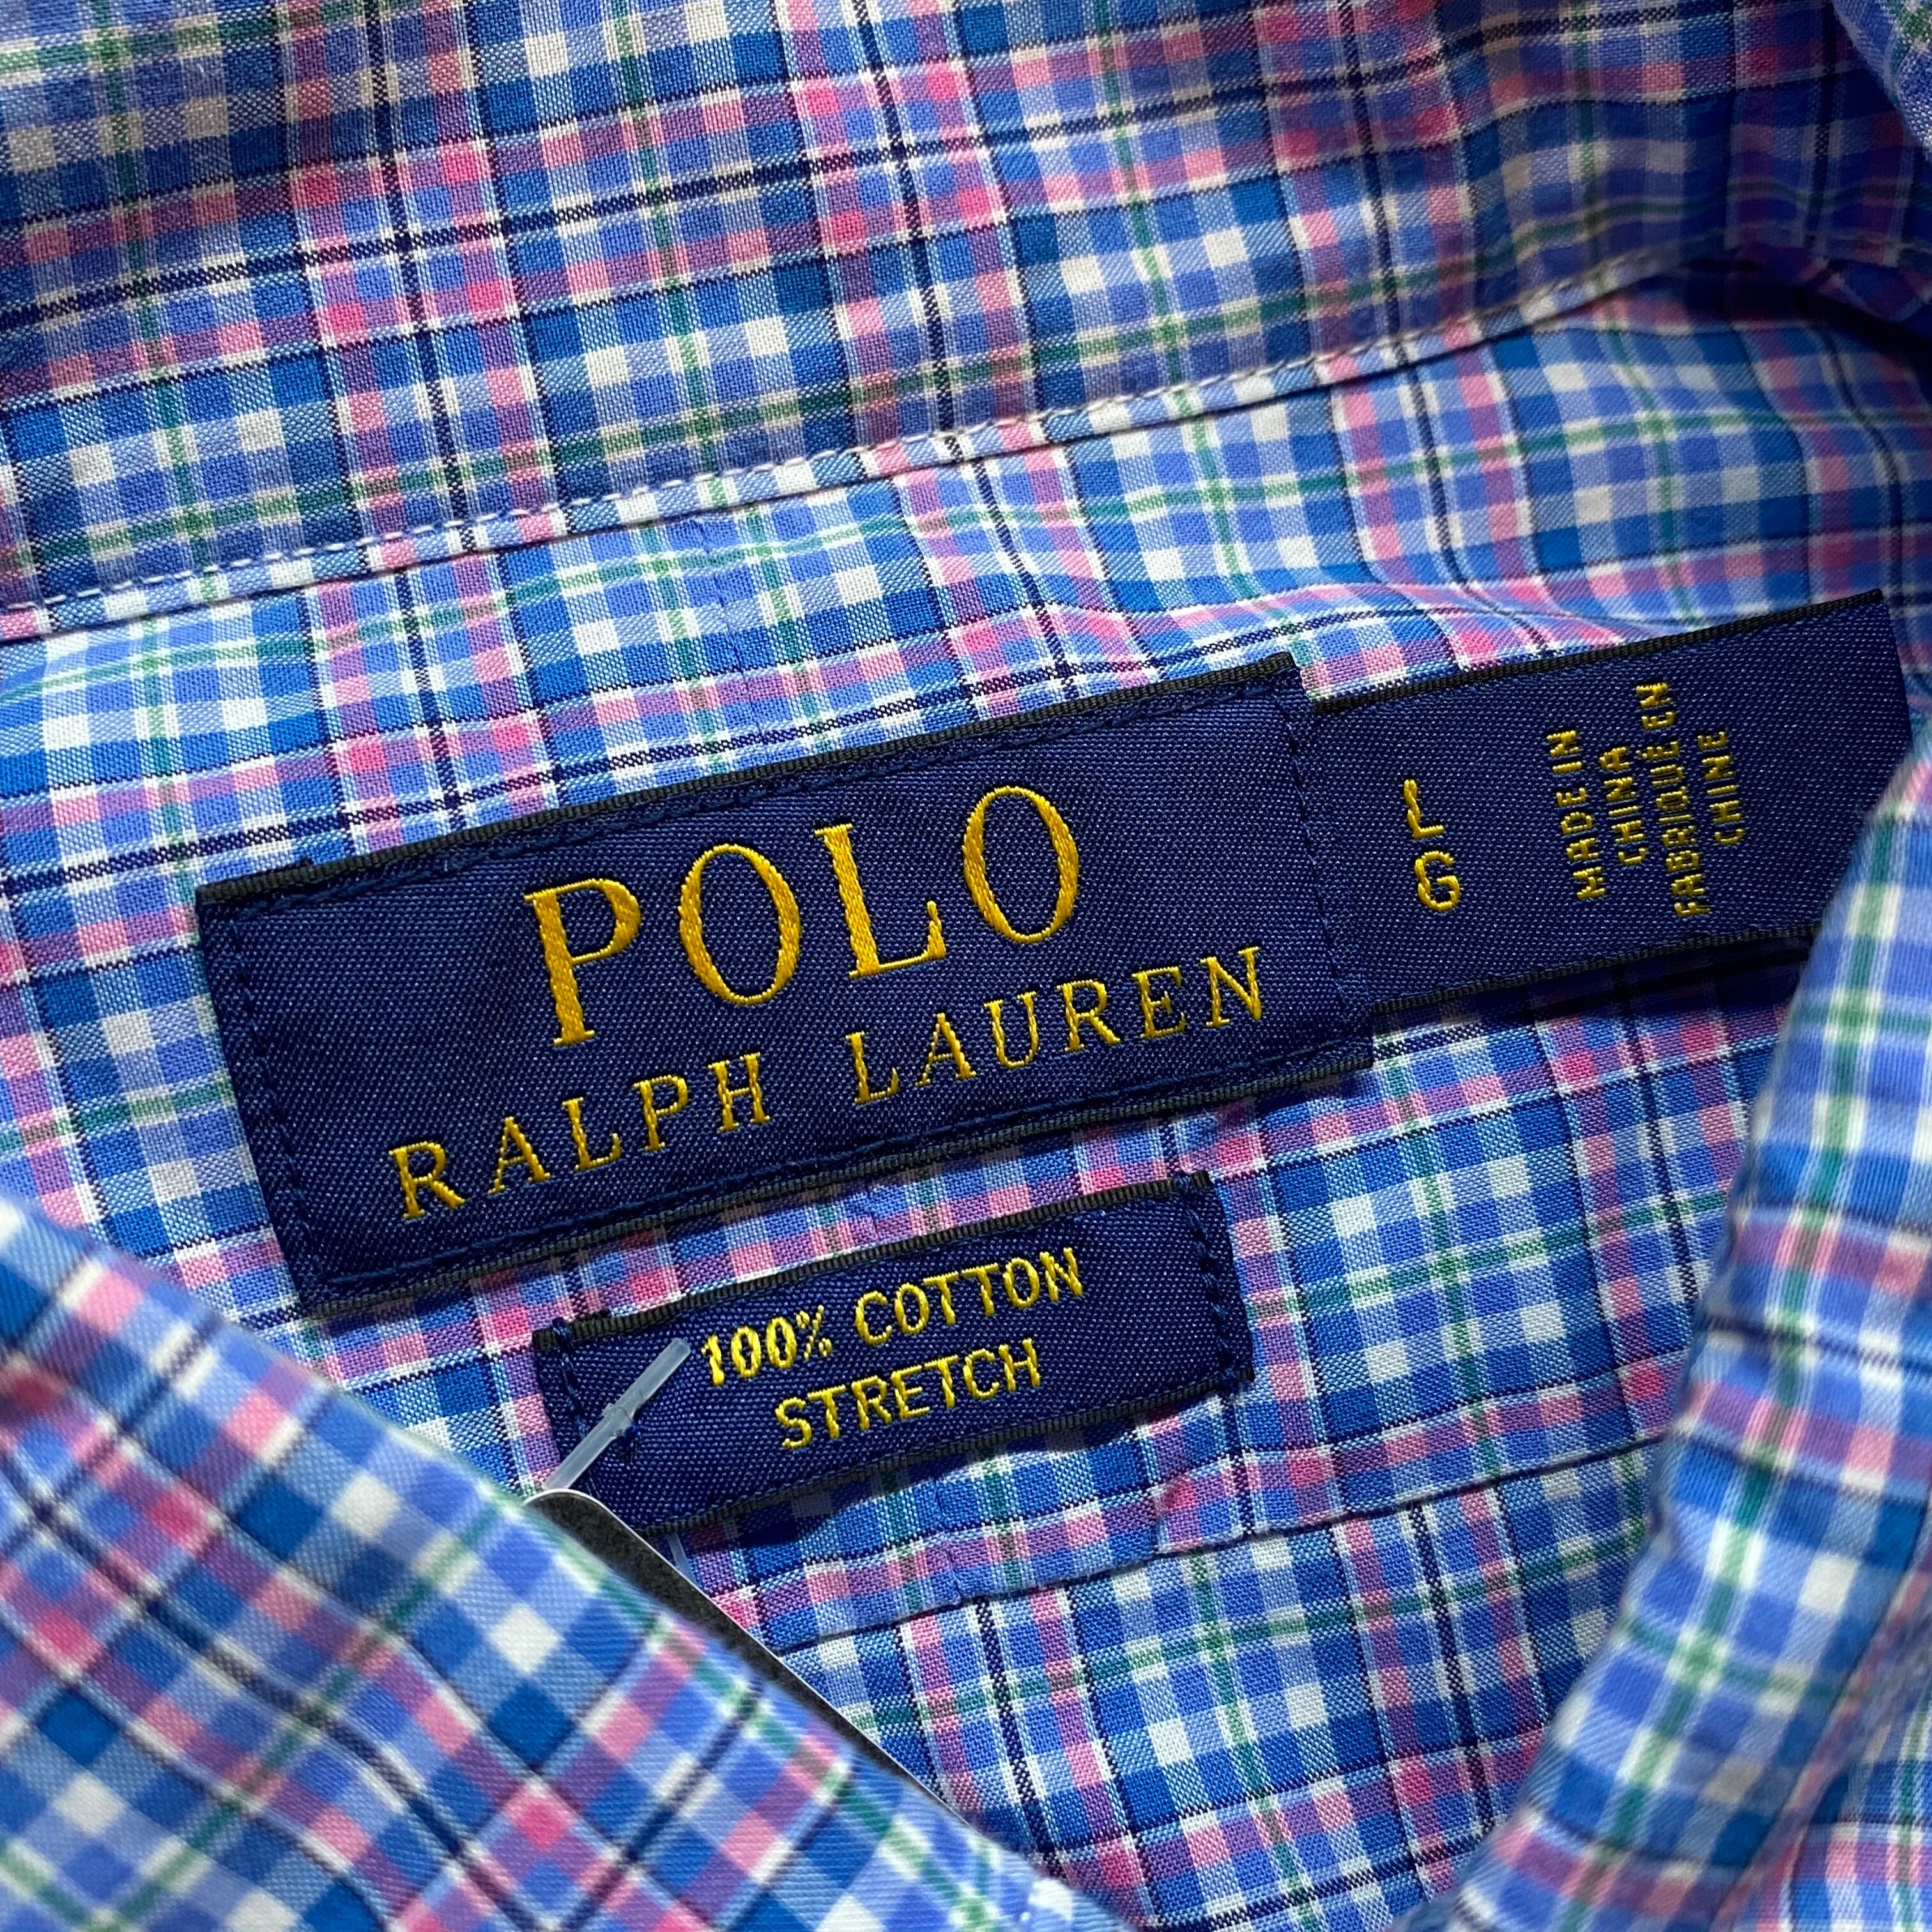 POLO
RALPH LAUREN
L
G
MADE IN
CHINA
FABRIQUÉ EN
CHINE
100% COTTON
STRETCH